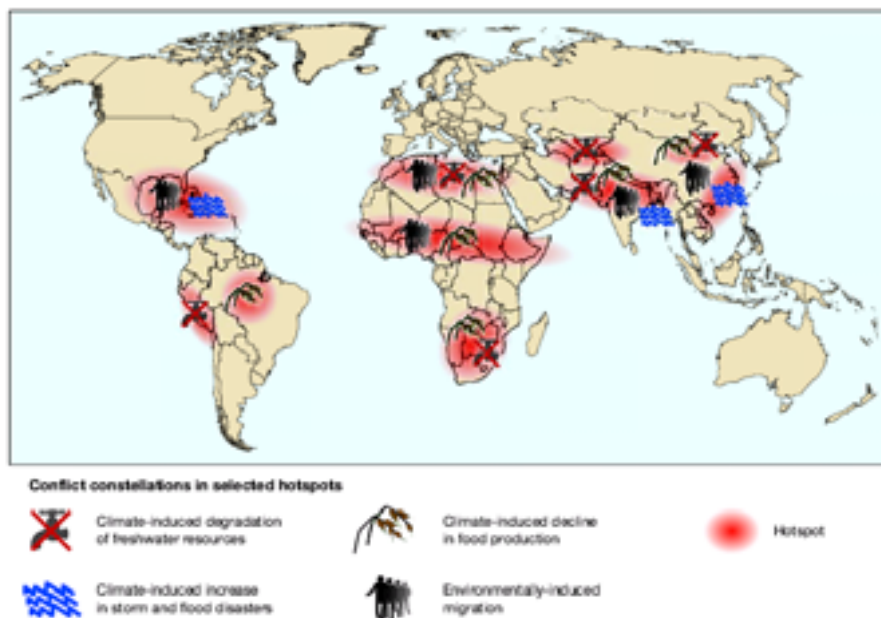 Conflict constellations in selected hotspots
Climate-induced degradation
of freshwater resources
Climate-induced decline
in food production
Hotspot
Climate-induced increase
in storm and flood disasters
Environmentally-induced
migration